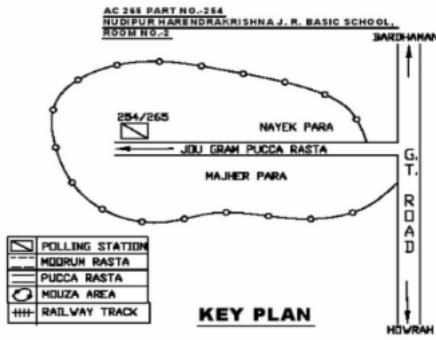 AC 265 PART NO.-254
NUDIPUR HARENDRAKRISHNA J. R. BASIC SCHOOL,
ROOM NO.-2
BARDHAMAN
254/265
NAYEK PARA
JOU GRAM PUCCA RASTA
MAJHER PARA
G.T. ROAD
POLLING STATION
MOORUM RASTA
PUCCA RASTA
MOUZA AREA
RAILWAY TRACK
KEY PLAN
HOWRAH